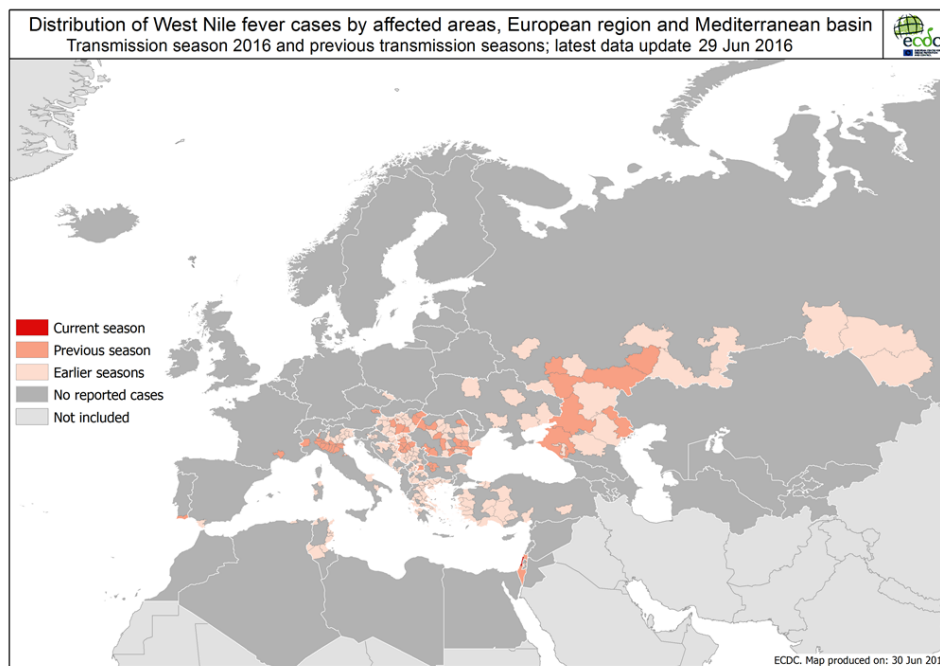 Distribution of West Nile fever cases by affected areas, European region and Mediterranean basin
Transmission season 2016 and previous transmission seasons; latest data update 29 Jun 2016
ecdc
Current season
Previous season
Earlier seasons
No reported cases
Not included
ECDC. Map produced on: 30 Jun 201